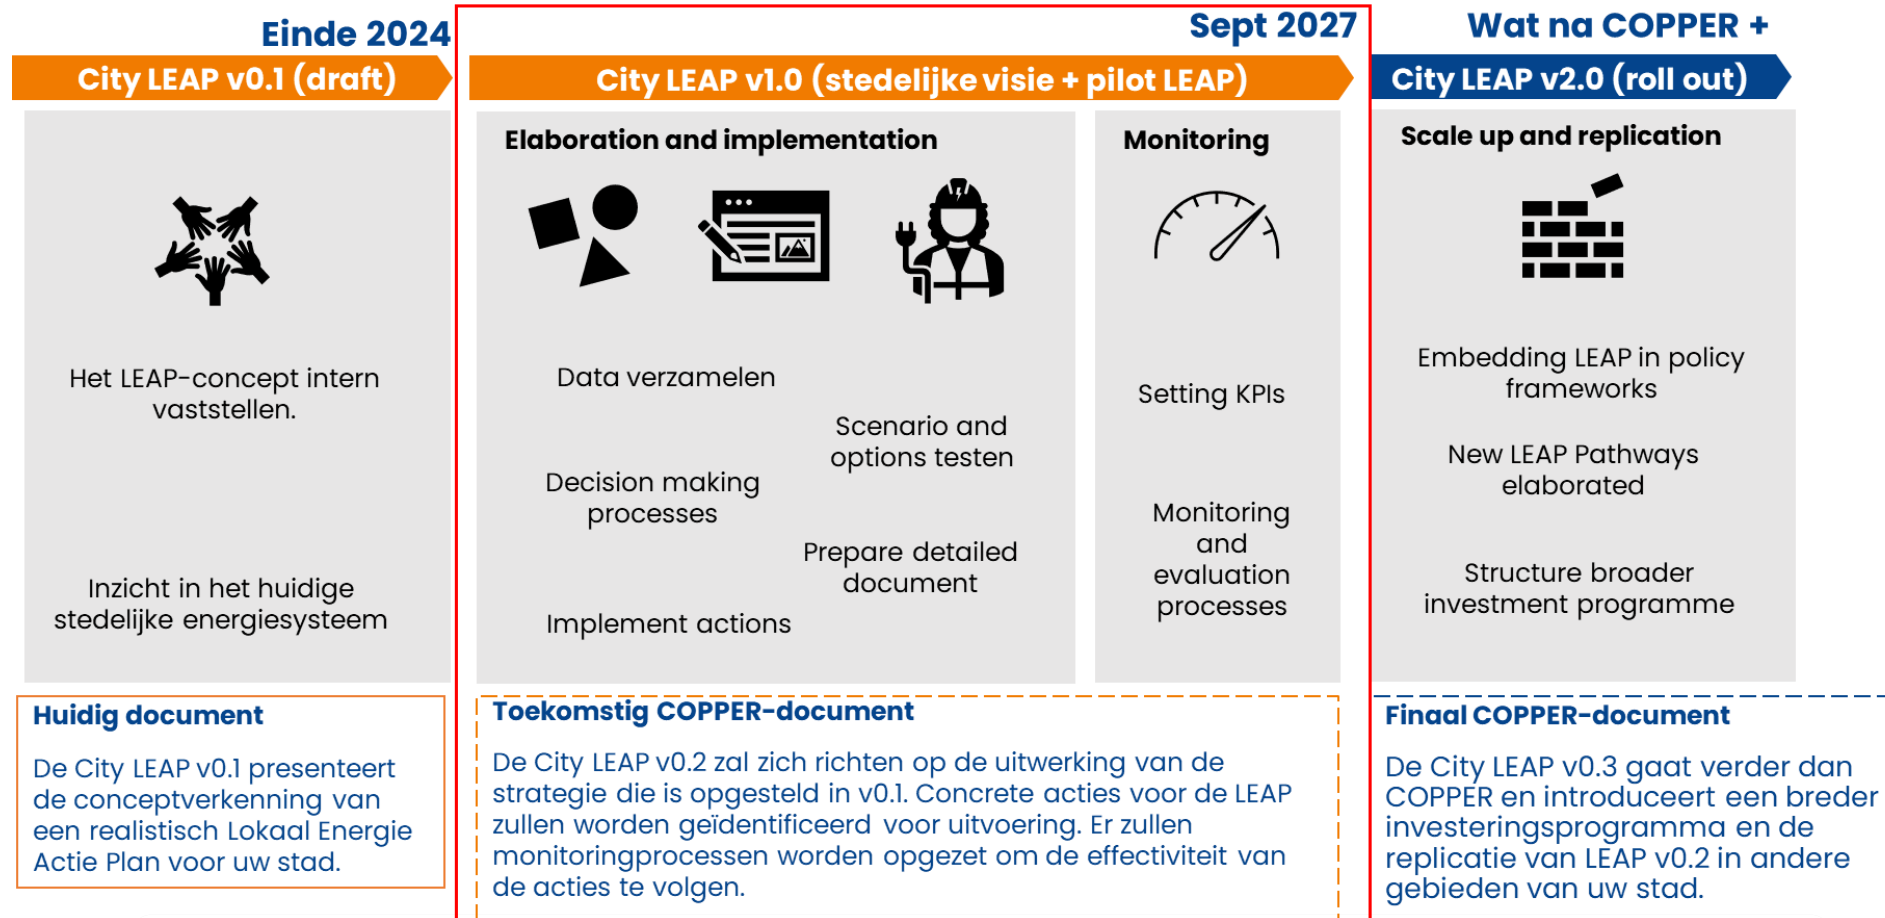 Einde 2024
City LEAP v0.1 (draft)
Het LEAP-concept intern
vaststellen.
Inzicht in het huidige
stedelijke energiesysteem
Huidig document
De City LEAP v0.1 presenteert
de conceptverkenning van
een realistisch Lokaal Energie
Actie Plan voor uw stad.
Sept 2027
City LEAP v1.0 (stedelijke visie + pilot LEAP)
Elaboration and implementation
Data verzamelen
Scenario and
options testen
Decision making
processes
Prepare detailed
document
Implement actions
Monitoring
Setting KPIs
Monitoring
and
evaluation
processes
Toekomstig COPPER-document
De City LEAP v0.2 zal zich richten op de uitwerking van de
strategie die is opgesteld in v0.1. Concrete acties voor de LEAP
zullen worden geïdentificeerd voor uitvoering. Er zullen
monitoringprocessen worden opgezet om de effectiviteit van
de acties te volgen.
Wat na COPPER +
City LEAP v2.0 (roll out)
Scale up and replication
Embedding LEAP in policy
frameworks
New LEAP Pathways
elaborated
Structure broader
investment programme
Finaal COPPER-document
De City LEAP v0.3 gaat verder dan
COPPER en introduceert een breder
investeringsprogramma en de
replicatie van LEAP v0.2 in andere
gebieden van uw stad.